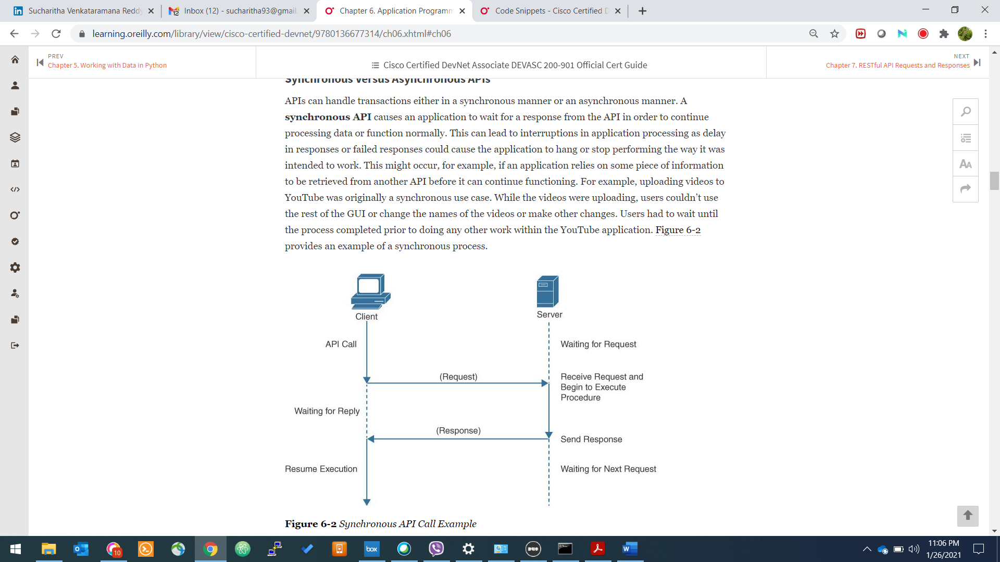 Sucharitha Venkataramana Reddy
Inbox (12) - sucharitha93@gmail
Chapter 6. Application Programm
Code Snippets - Cisco Certified D
learning.oreilly.com/library/view/cisco-certified-devnet/9780136677314/ch06.xhtml#ch06
PREV
Chapter 5. Working with Data in Python
Cisco Certified DevNet Associate DEVASC 200-901 Official Cert Guide
NEXT
Chapter 7. RESTful API Requests and Responses
Synchronous Versus Asynchronous APIs
APIs can handle transactions either in a synchronous manner or an asynchronous manner. A
synchronous API causes an application to wait for a response from the API in order to continue
processing data or function normally. This can lead to interruptions in application processing as delay
in responses or failed responses could cause the application to hang or stop performing the way it was
intended to work. This might occur, for example, if an application relies on some piece of information
to be retrieved from another API before it can continue functioning. For example, uploading videos to
YouTube was originally a synchronous use case. While the videos were uploading, users couldn’t use
the rest of the GUI or change the names of the videos or make other changes. Users had to wait until
the process completed prior to doing any other work within the YouTube application. Figure 6-2
provides an example of a synchronous process.
Client
Server
API Call
Waiting for Request
(Request)
Receive Request and
Begin to Execute
Procedure
Waiting for Reply
(Response)
Send Response
Resume Execution
Waiting for Next Request
Figure 6-2 Synchronous API Call Example
AA
10
box
DUO
11:06 PM
1/26/2021